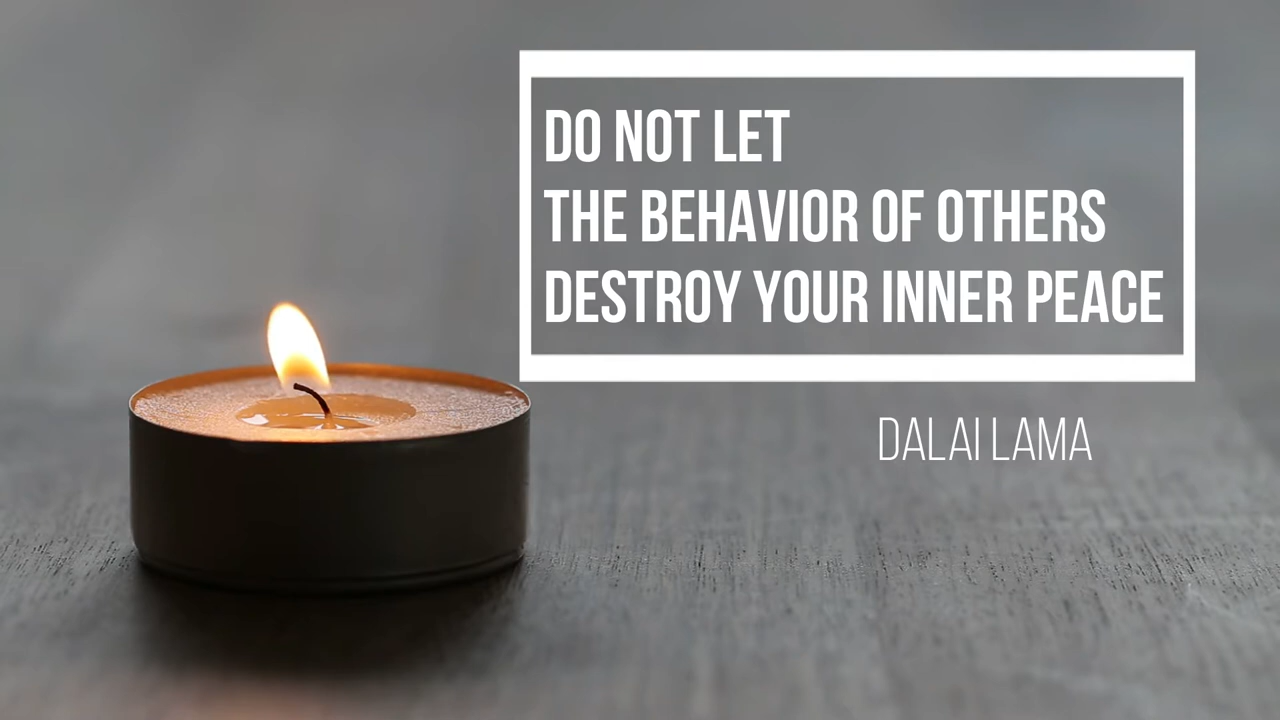 DO NOT LET
THE BEHAVIOR OF OTHERS
DESTROY YOUR INNER PEACE
DALAI LAMA